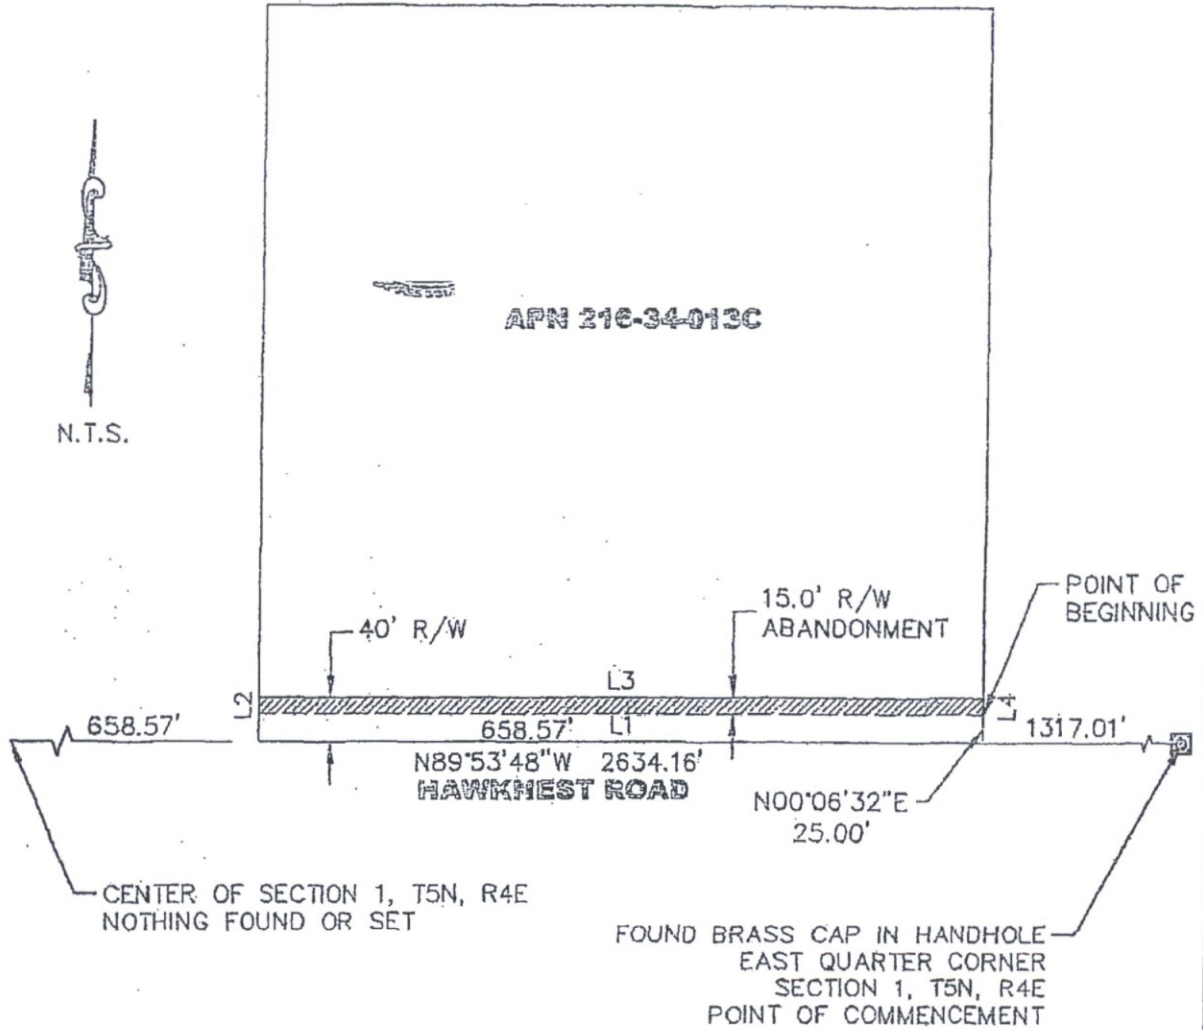 N.T.S.
APN 216-34-013C
40' R/W
15.0' R/W
ABANDONMENT
POINT OF
BEGINNING
L3
L2
L4
658.57'
658.57'
L1
1317.01'
N89°53'48"W 2634.16'
HAWKNEST ROAD
N00°06'32"E
25.00'
CENTER OF SECTION 1, T5N, R4E
NOTHING FOUND OR SET
FOUND BRASS CAP IN HANDHOLE
EAST QUARTER CORNER
SECTION 1, T5N, R4E
POINT OF COMMENCEMENT